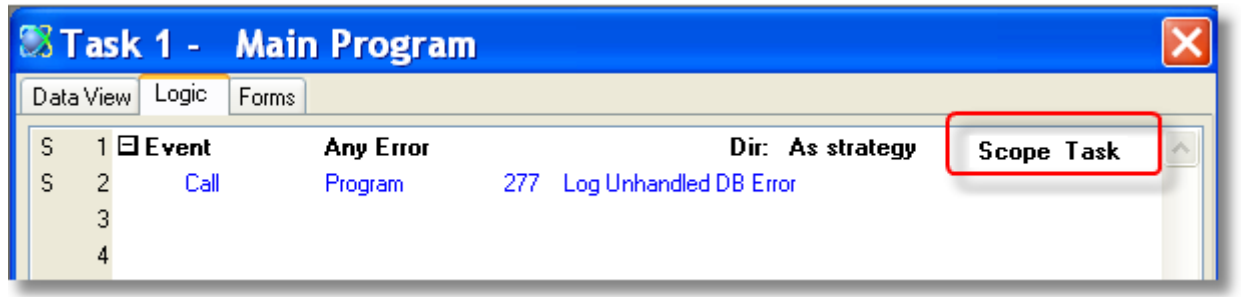 Task 1 - Main Program
Data View Logic Forms
S 1 Event Any Error Dir: As strategy Scope Task
S 2 Call Program 277 Log Unhandled DB Error
3
4